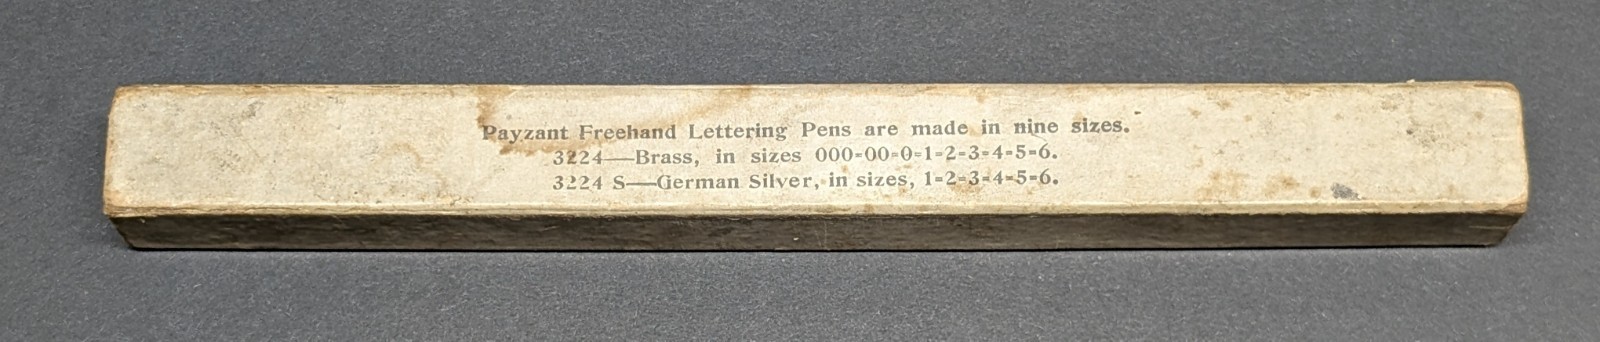 Payzant Freehand Lettering Pens are made in nine sizes.
3224—Brass, in sizes 000=00=0=1=2=3=4=5=6.
3224 S—German Silver, in sizes, 1=2=3=4=5=6.